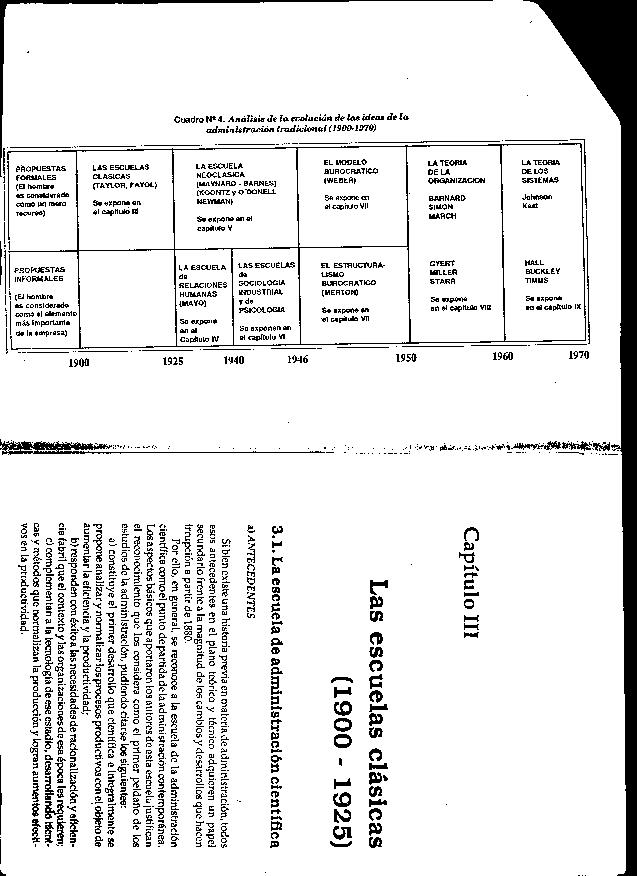 Cuadro Nº 4. Análisis de la evolución de las ideas de la
administración tradicional (1900-1970)
PROPUESTAS
FORMALES
(El hombre
es considerado
como un mero
recurso)
LAS ESCUELAS
CLASICAS
(TAYLOR, FAYOL)
Se expone en
el capítulo III
LA ESCUELA
NEOCLASICA
(MAYNARD - BARNES)
(KOONTZ y O'DONELL
NEWMAN)
Se expone en el
capítulo V
EL MODELO
BUROCRATICO
(WEBER)
Se expone en
el capítulo VII
LA TEORIA
DE LA
ORGANIZACION
BARNARD
SIMON
MARCH
LA TEORIA
DE LOS
SISTEMAS
Johnson
Kast
PROPUESTAS
INFORMALES
(El hombre
es considerado
como el elemento
más importante
de la empresa)
LA ESCUELA
de
RELACIONES
HUMANAS
(MAYO)
Se expone
en el
Capítulo IV
LAS ESCUELAS
de
SOCIOLOGIA
INDUSTRIAL
y de
PSICOLOGIA
Se exponen en
el capítulo VI
EL ESTRUCTURA-
LISMO
BUROCRATICO
(MERTON)
Se expone en
el capítulo VII
CYERT
MILLER
STARR
Se expone
en el capítulo VIII
HALL
BUCKLEY
TIMMS
Se expone
en el capítulo IX
1900 1925 1940 1946 1950 1960 1970
Capítulo III
Las escuelas clásicas
(1900 - 1925)
3.1. La escuela de administración científica
a) ANTECEDENTES
Si bien existe una historia previa en materia de administración, todos
esos antecedentes en el plano teórico y técnico adquieren un papel
secundario frente a la magnitud de los cambios y desarrollos que hacen
irrupción a partir de 1880.
Por ello, en general, se reconoce a la escuela de la administración
científica como el punto de partida de la administración contemporánea.
Los aspectos básicos que aportaron los autores de esta escuela justifican
el reconocimiento que los considera como el primer peldaño de los
estudios de la administración, pudiendo citarse los siguientes:
a) constituye el primer desarrollo que científica e integralmente se
propone analizar y normalizar los procesos productivos con el objeto de
aumentar la eficiencia y la productividad;
b) responden con éxito a las necesidades de racionalización y eficien-
cia fabril que el contexto y las organizaciones de esa época les requieren;
c) complementan a la tecnología de ese estadio, desarrollando técni-
cas y métodos que normalizan la producción y logran aumentos efecti-
vos en la productividad.